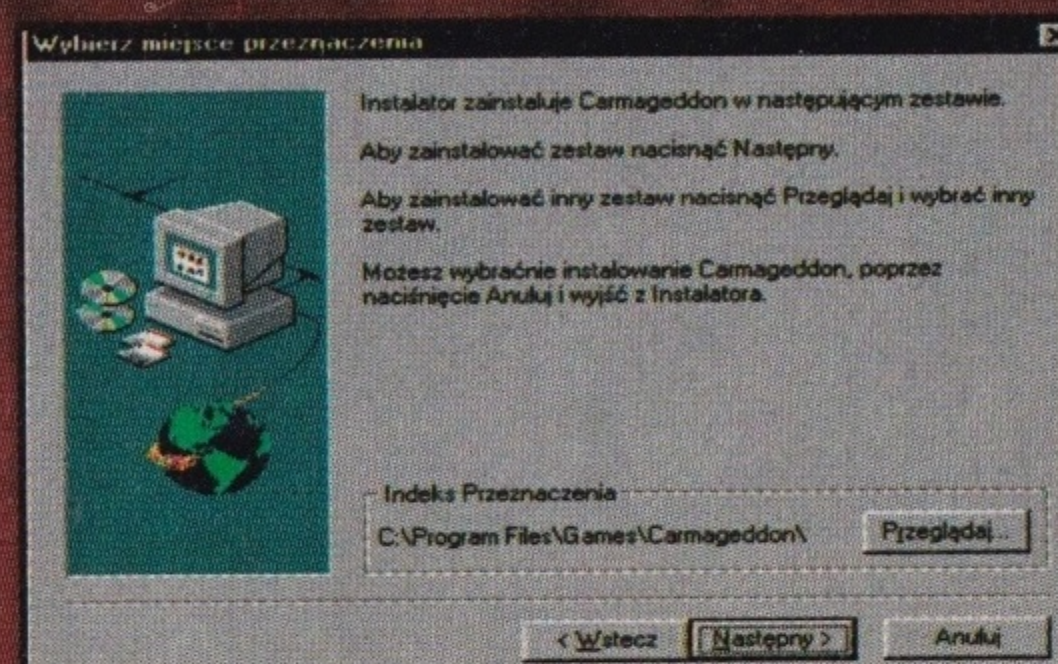 Wybierz miejsce przeznaczenia
Instalator zainstaluje Carmageddon w następującym zestawie.
Aby zainstalować zestaw nacisnąć Następny.
Aby zainstalować inny zestaw nacisnąć Przeglądaj i wybrać inny
zestaw.
Możesz wybraćnie instalowanie Carmageddon, poprzez
naciśnięcie Anuluj i wyjść z Instalatora.
Indeks Przeznaczenia
C:\Program Files\Games\Carmageddon\
Przeglądaj...
< Wstecz
Następny >
Anuluj